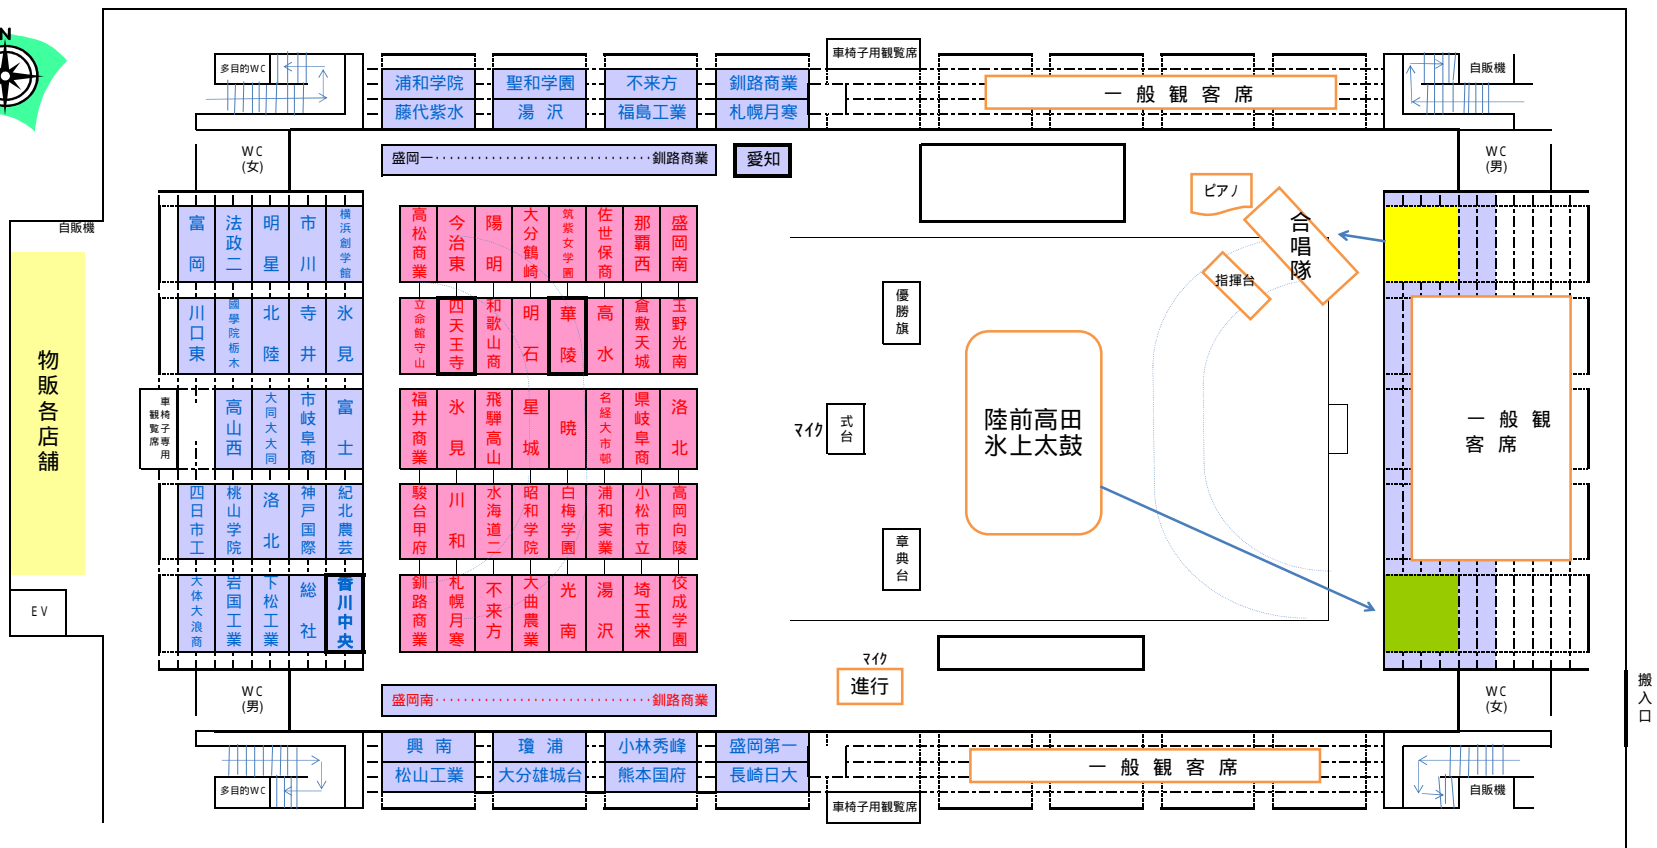 N
多目的WC
浦和学院
聖和学園
不来方
釧路商業
藤代紫水
湯 沢
福島工業
札幌月寒
車椅子用観覧席
一 般 観 客 席
自販機
WC
(女)
盛岡一‥‥‥‥‥‥‥‥‥‥‥‥‥‥釧路商業
愛知
WC
(男)
自販機
富岡
法政二
明星
市川
横浜創学館
高松商業
今治東
陽明
大分鶴崎
筑紫女学園
佐世保商
那覇西
盛岡南
ピアノ
合唱隊
指揮台
川口東
國學院栃木
北陸
寺井
氷見
立命館守山
四天王寺
和歌山商
明石
華陵
高水
倉敷天城
玉野光南
優勝旗
物販各店舗
車椅子専用
観覧席
高山西
大同大大同
市岐阜商
富士
福井商業
氷見
飛騨高山
星城
暁
名経大市邨
県岐阜商
洛北
マイク
式台
陸前高田
氷上太鼓
一 般 観
客 席
四日市工
桃山学院
洛北
神戸国際
紀北農芸
駿台甲府
川和
水海道二
昭和学院
白梅学園
浦和実業
小松市立
高岡向陵
章典台
大体大浪商
岩国工業
下松工業
総社
香川中央
釧路商業
札幌月寒
不来方
大曲農業
光南
湯沢
埼玉栄
佼成学園
EV
WC
(男)
盛岡南‥‥‥‥‥‥‥‥‥‥‥‥‥‥釧路商業
マイク
進行
WC
(女)
搬入口
興 南
瓊 浦
小林秀峰
盛岡第一
松山工業
大分雄城台
熊本国府
長崎日大
一 般 観 客 席
多目的WC
車椅子用観覧席
自販機